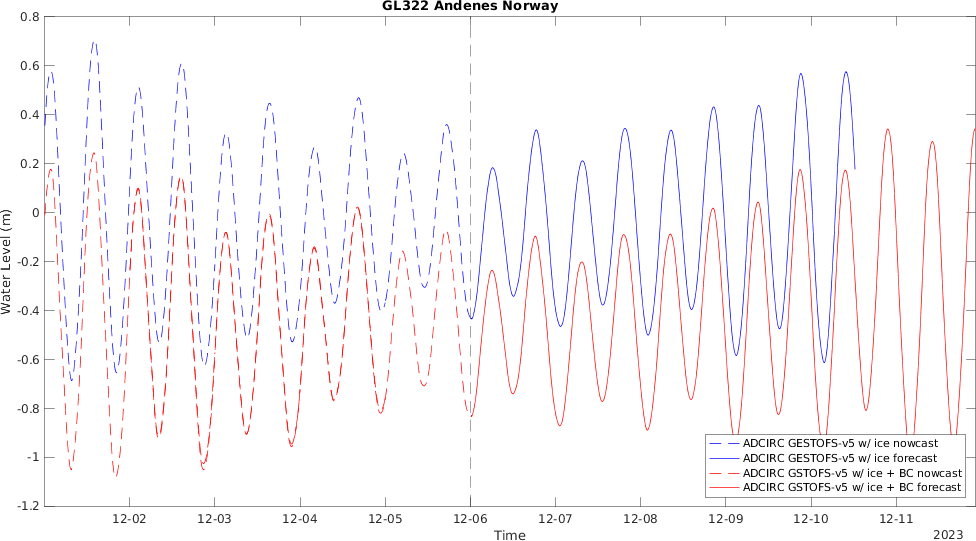 GL322 Andenes Norway
0.8
0.6
0.4
0.2
0
-0.2
-0.4
-0.6
-0.8
-1
-1.2
Water Level (m)
ADCIRC GESTOFS-v5 w/ ice nowcast
ADCIRC GESTOFS-v5 w/ ice forecast
ADCIRC GSTOFS-v5 w/ ice + BC nowcast
ADCIRC GSTOFS-v5 w/ ice + BC forecast
12-02 12-03 12-04 12-05 12-06 12-07 12-08 12-09 12-10 12-11
Time
2023